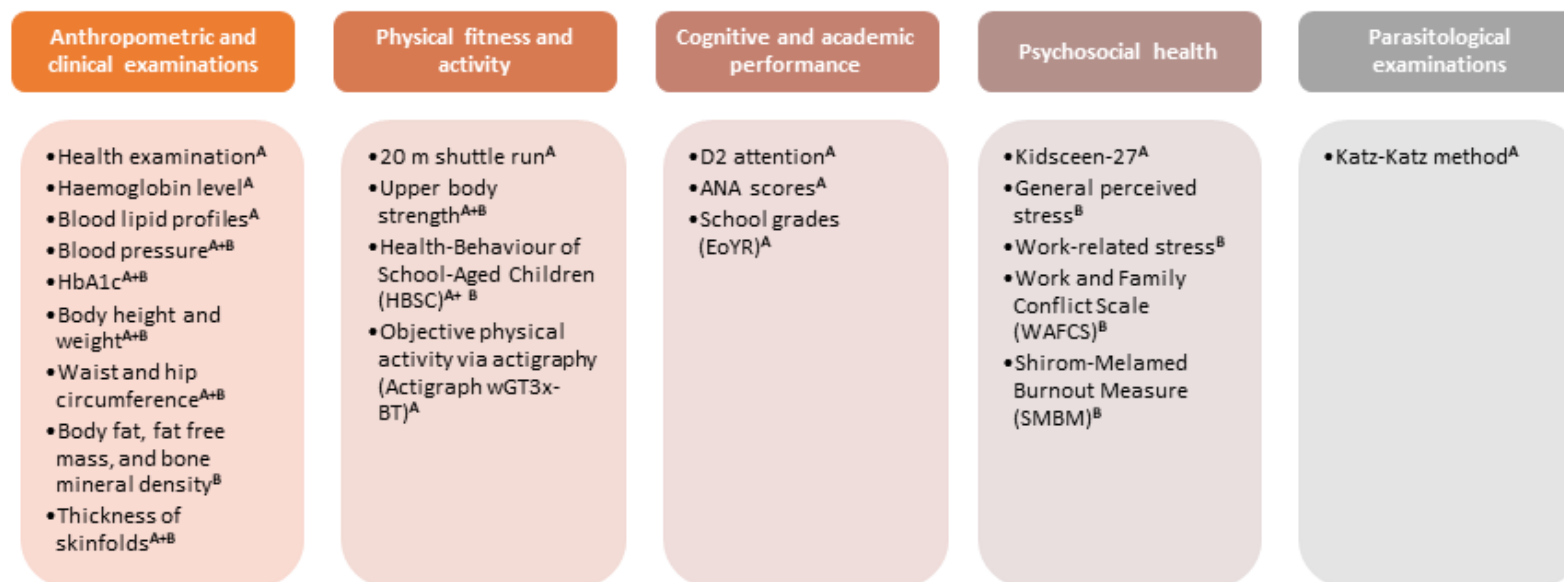 Anthropometric and
clinical examinations
•Health examinationᴬ
•Haemoglobin levelᴬ
•Blood lipid profilesᴬ
•Blood pressureᴬ⁺ᴮ
•HbA1cᴬ⁺ᴮ
•Body height and
weightᴬ⁺ᴮ
•Waist and hip
circumferenceᴬ⁺ᴮ
•Body fat, fat free
mass, and bone
mineral densityᴮ
•Thickness of
skinfoldsᴬ⁺ᴮ
Physical fitness and
activity
•20 m shuttle runᴬ
•Upper body
strengthᴬ⁺ᴮ
•Health-Behaviour of
School-Aged Children
(HBSC)ᴬ⁺ ᴮ
•Objective physical
activity via actigraphy
(Actigraph wGT3x-
BT)ᴬ
Cognitive and academic
performance
•D2 attentionᴬ
•ANA scoresᴬ
•School grades
(EoYR)ᴬ
Psychosocial health
•Kidsceen-27ᴬ
•General perceived
stressᴮ
•Work-related stressᴮ
•Work and Family
Conflict Scale
(WAFCS)ᴮ
•Shirom-Melamed
Burnout Measure
(SMBM)ᴮ
Parasitological
examinations
•Katz-Katz methodᴬ